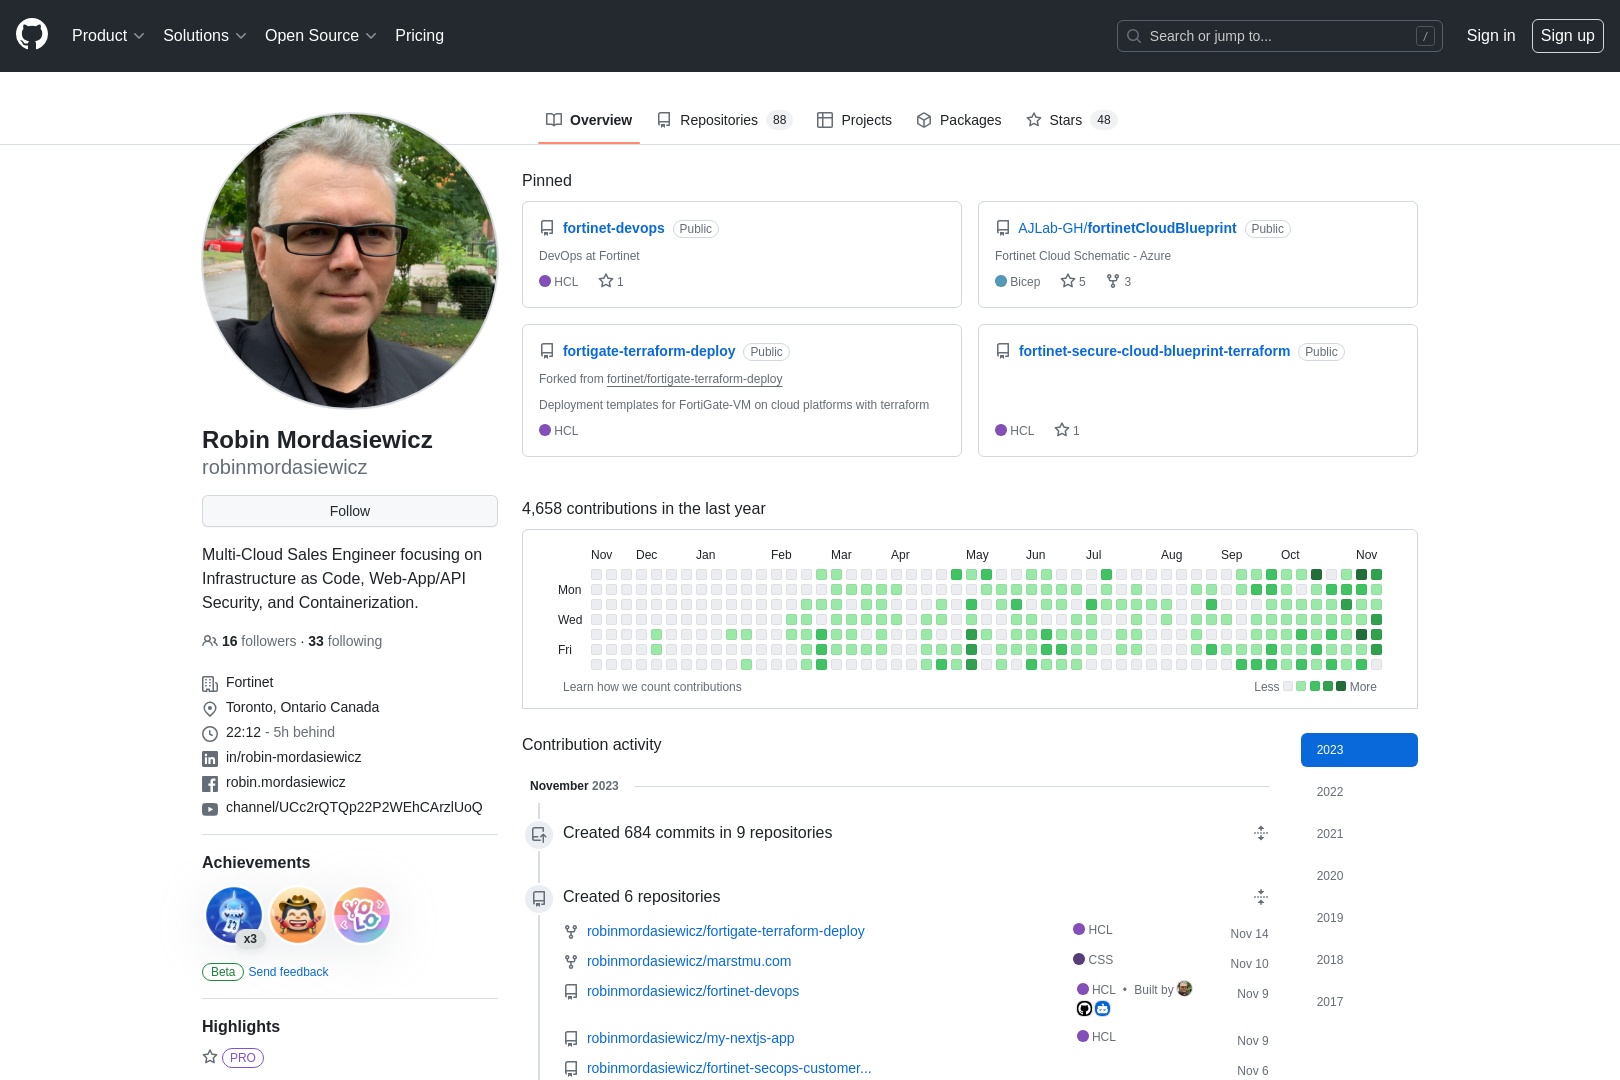 Product
Solutions
Open Source
Pricing
Search or jump to...
/
Sign in
Sign up
Overview
Repositories 88
Projects
Packages
Stars 48
Robin Mordasiewicz
robinmordasiewicz
Follow
Multi-Cloud Sales Engineer focusing on
Infrastructure as Code, Web-App/API
Security, and Containerization.
16 followers · 33 following
Fortinet
Toronto, Ontario Canada
22:12 - 5h behind
in/robin-mordasiewicz
robin.mordasiewicz
channel/UCc2rQTQp22P2WEhCArzlUoQ
Achievements
x3
YOLO
Beta Send feedback
Highlights
PRO
Pinned
fortinet-devops Public
DevOps at Fortinet
HCL 1
AJLab-GH/fortinetCloudBlueprint Public
Fortinet Cloud Schematic - Azure
Bicep 5 3
fortigate-terraform-deploy Public
Forked from fortinet/fortigate-terraform-deploy
Deployment templates for FortiGate-VM on cloud platforms with terraform
HCL
fortinet-secure-cloud-blueprint-terraform Public
HCL 1
4,658 contributions in the last year
Nov Dec Jan Feb Mar Apr May Jun Jul Aug Sep Oct Nov
Mon
Wed
Fri
Learn how we count contributions
Less More
Contribution activity
2023
2022
2021
2020
2019
2018
2017
November 2023
Created 684 commits in 9 repositories
Created 6 repositories
robinmordasiewicz/fortigate-terraform-deploy HCL Nov 14
robinmordasiewicz/marstmu.com CSS Nov 10
robinmordasiewicz/fortinet-devops HCL • Built by Nov 9
robinmordasiewicz/my-nextjs-app HCL Nov 9
robinmordasiewicz/fortinet-secops-customer... Nov 6